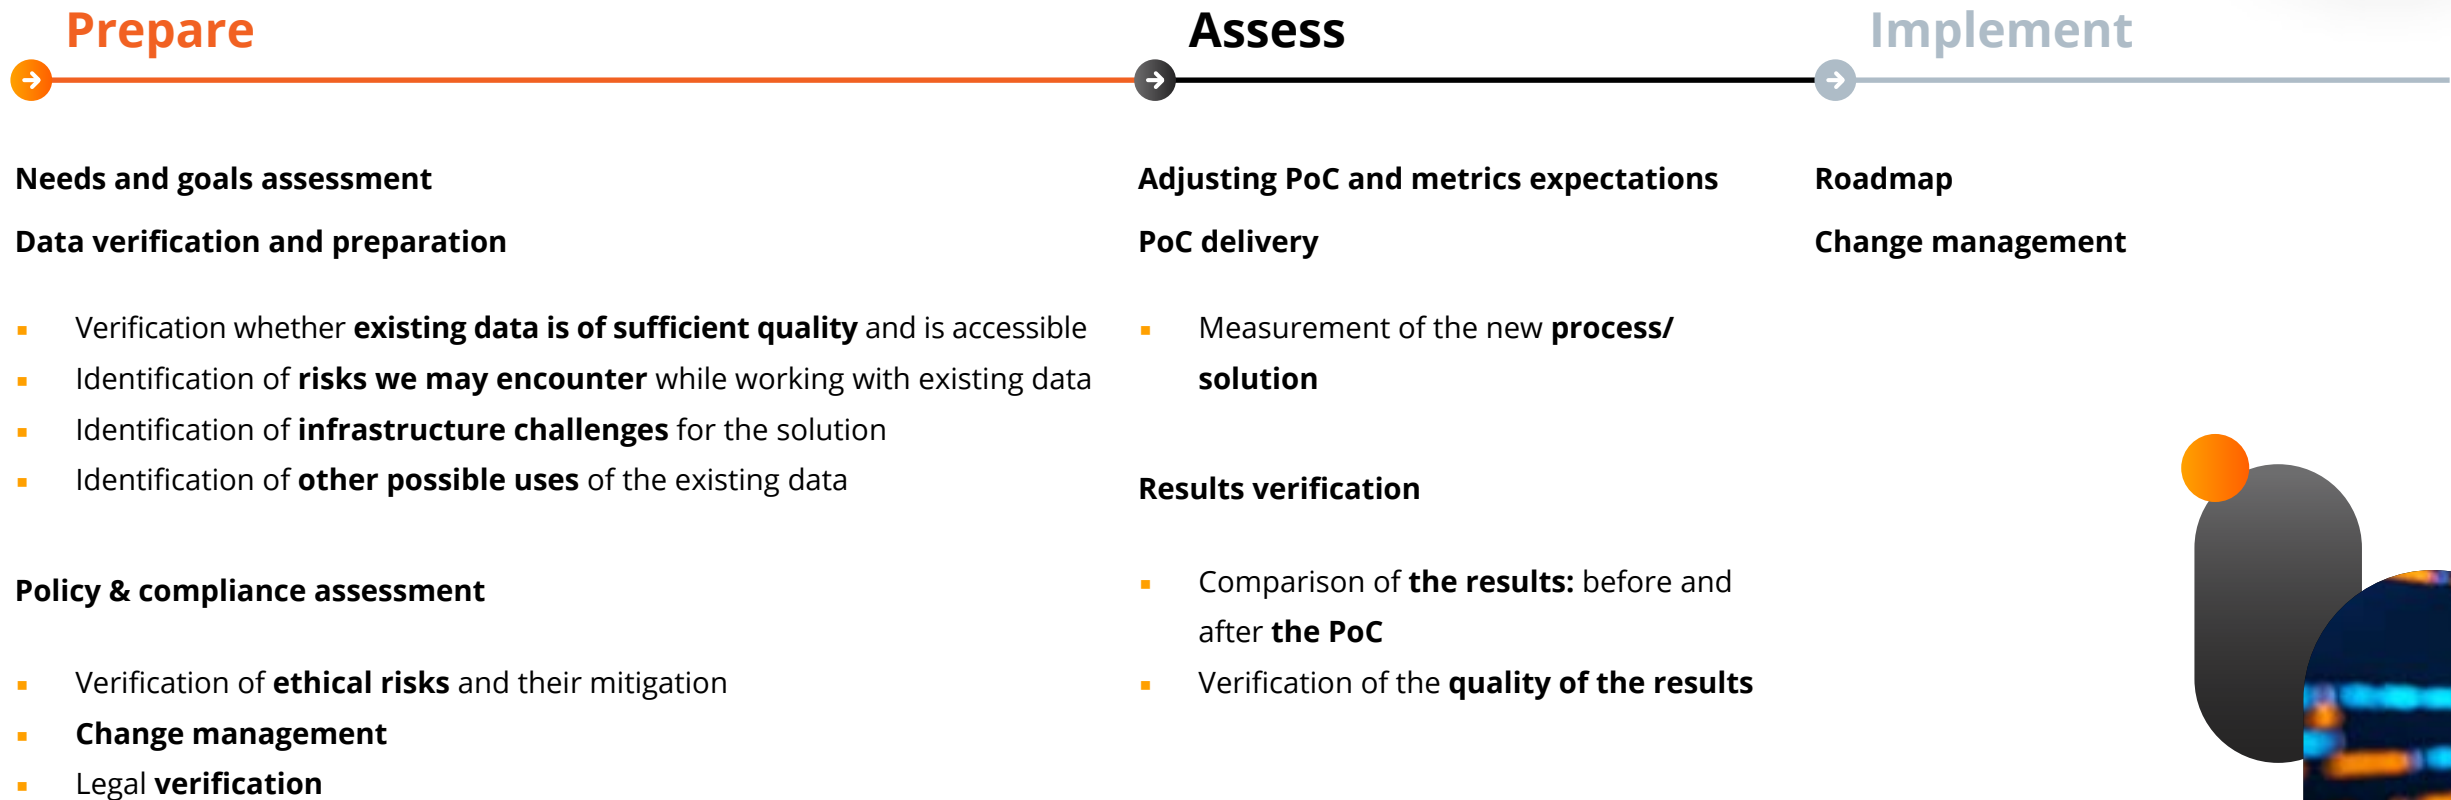 Prepare
Needs and goals assessment
Data verification and preparation
Verification whether existing data is of sufficient quality and is accessible
Identification of risks we may encounter while working with existing data
Identification of infrastructure challenges for the solution
Identification of other possible uses of the existing data
Policy & compliance assessment
Verification of ethical risks and their mitigation
Change management
Legal verification
Assess
Adjusting PoC and metrics expectations
PoC delivery
Measurement of the new process/
solution
Results verification
Comparison of the results: before and
after the PoC
Verification of the quality of the results
Implement
Roadmap
Change management